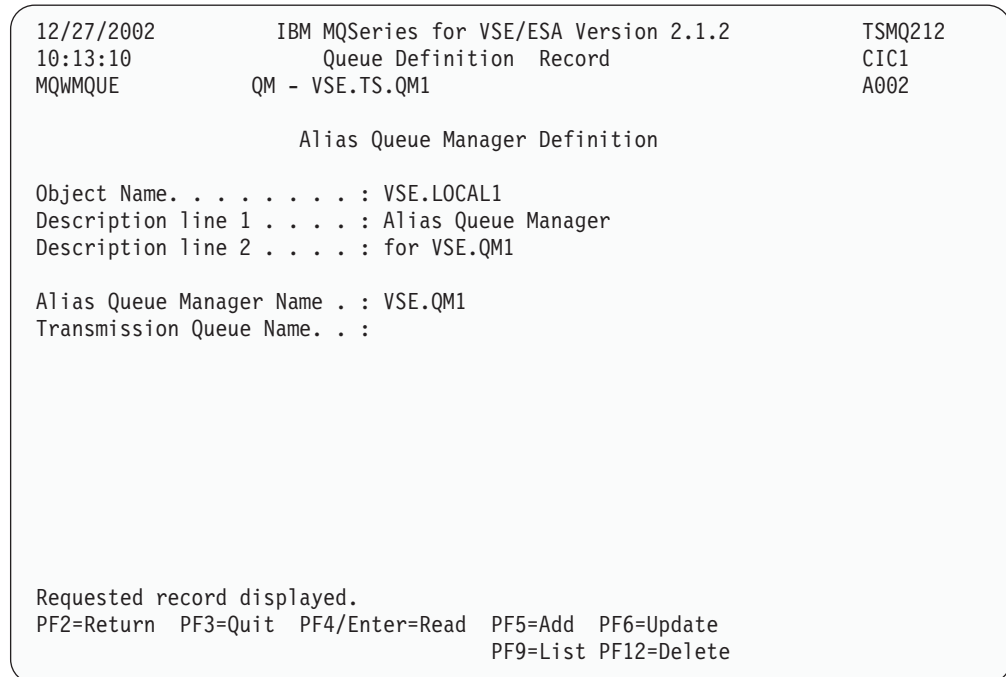 12/27/2002 IBM MQSeries for VSE/ESA Version 2.1.2 TSMQ212
10:13:10 Queue Definition Record CIC1
MQWMQUE QM - VSE.TS.QM1 A002
Alias Queue Manager Definition
Object Name. . . . . . . . : VSE.LOCAL1
Description line 1 . . . . : Alias Queue Manager
Description line 2 . . . . : for VSE.QM1
Alias Queue Manager Name . : VSE.QM1
Transmission Queue Name. . :
Requested record displayed.
PF2=Return PF3=Quit PF4/Enter=Read PF5=Add PF6=Update
PF9=List PF12=Delete